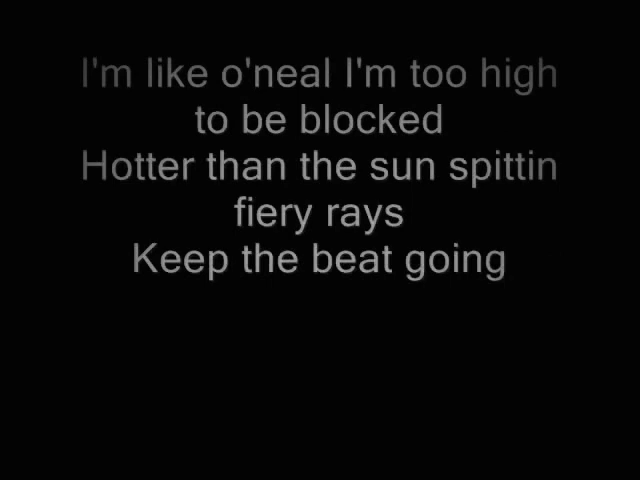 I'm like o'neal I'm too high
to be blocked
Hotter than the sun spittin
fiery rays
Keep the beat going